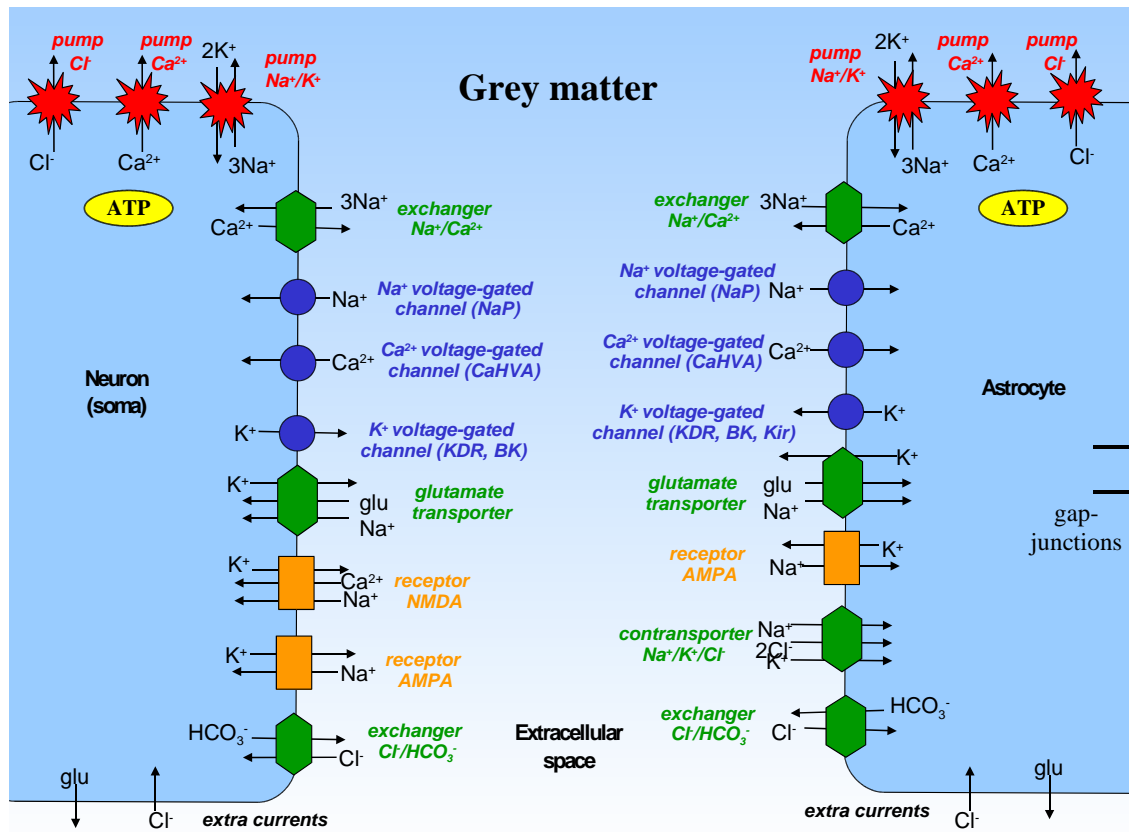 Grey matter
pump
Cl-
pump
Ca2+
2K+
pump
Na+/K+
Cl-
Ca2+
3Na+
ATP
3Na+
Ca2+
exchanger
Na+/Ca2+
Na+
Na+ voltage-gated
channel (NaP)
Ca2+
Ca2+ voltage-gated
channel (CaHVA)
Neuron
(soma)
K+
K+ voltage-gated
channel (KDR, BK)
K+
glu
Na+
glutamate
transporter
K+
Ca2+
Na+
receptor
NMDA
K+
Na+
receptor
AMPA
HCO3-
Cl-
exchanger
Cl-/HCO3-
glu
Cl-
extra currents
Extracellular
space
pump
Na+/K+
2K+
pump
Ca2+
pump
Cl-
3Na+
Ca2+
Cl-
ATP
exchanger
Na+/Ca2+
3Na+
Ca2+
Na+ voltage-gated
channel (NaP)
Na+
Ca2+ voltage-gated
channel (CaHVA)
Ca2+
Astrocyte
K+ voltage-gated
channel (KDR, BK, Kir)
K+
K+
glutamate
transporter
glu
Na+
gap-
junctions
receptor
AMPA
K+
Na+
contransporter
Na+/K+/Cl-
Na+
2Cl-
K+
exchanger
Cl-/HCO3-
HCO3-
Cl-
extra currents
Cl-
glu